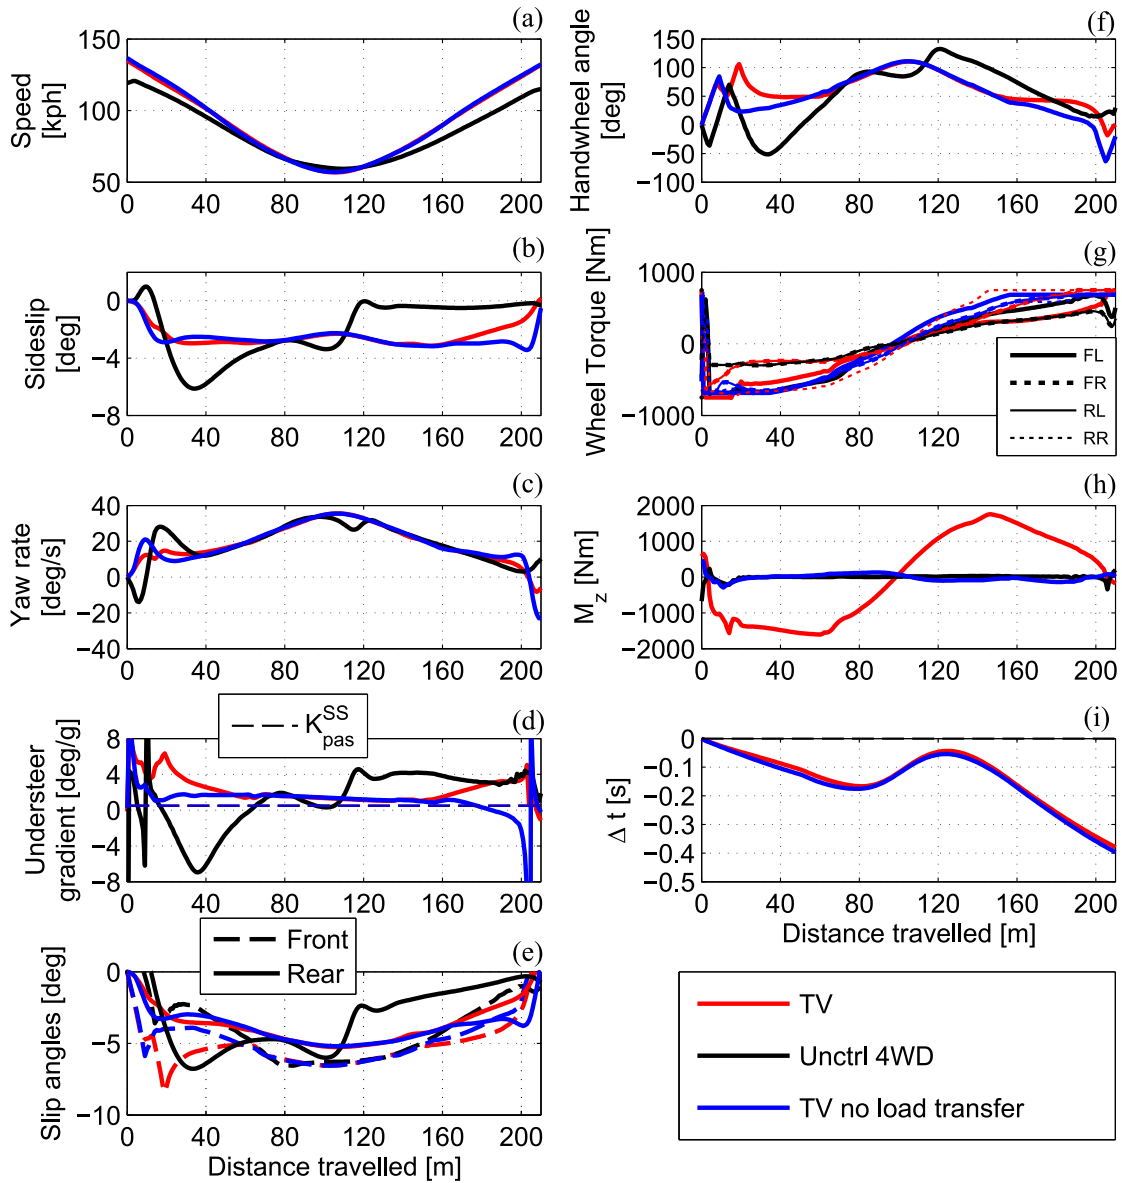 (a)
150
100
50
Speed
[kph]
0 40 80 120 160 200
(b)
0
−4
−8
Sideslip
[deg]
0 40 80 120 160 200
(c)
40
20
0
−20
−40
Yaw rate
[deg/s]
0 40 80 120 160 200
K_pas^SS
(d)
8
4
0
−4
−8
Understeer
gradient [deg/g]
0 40 80 120 160 200
Front
Rear
(e)
0
−5
−10
Slip angles [deg]
0 40 80 120 160 200
Distance travelled [m]
(f)
150
100
50
0
−50
−100
Handwheel angle
[deg]
0 40 80 120 160 200
(g)
1000
0
−1000
Wheel Torque [Nm]
FL
FR
RL
RR
0 40 80 120 160 200
(h)
2000
1000
0
−1000
−2000
M_z [Nm]
0 40 80 120 160 200
(i)
0
−0.1
−0.2
−0.3
−0.4
−0.5
Δ t [s]
0 40 80 120 160 200
Distance travelled [m]
TV
Unctrl 4WD
TV no load transfer